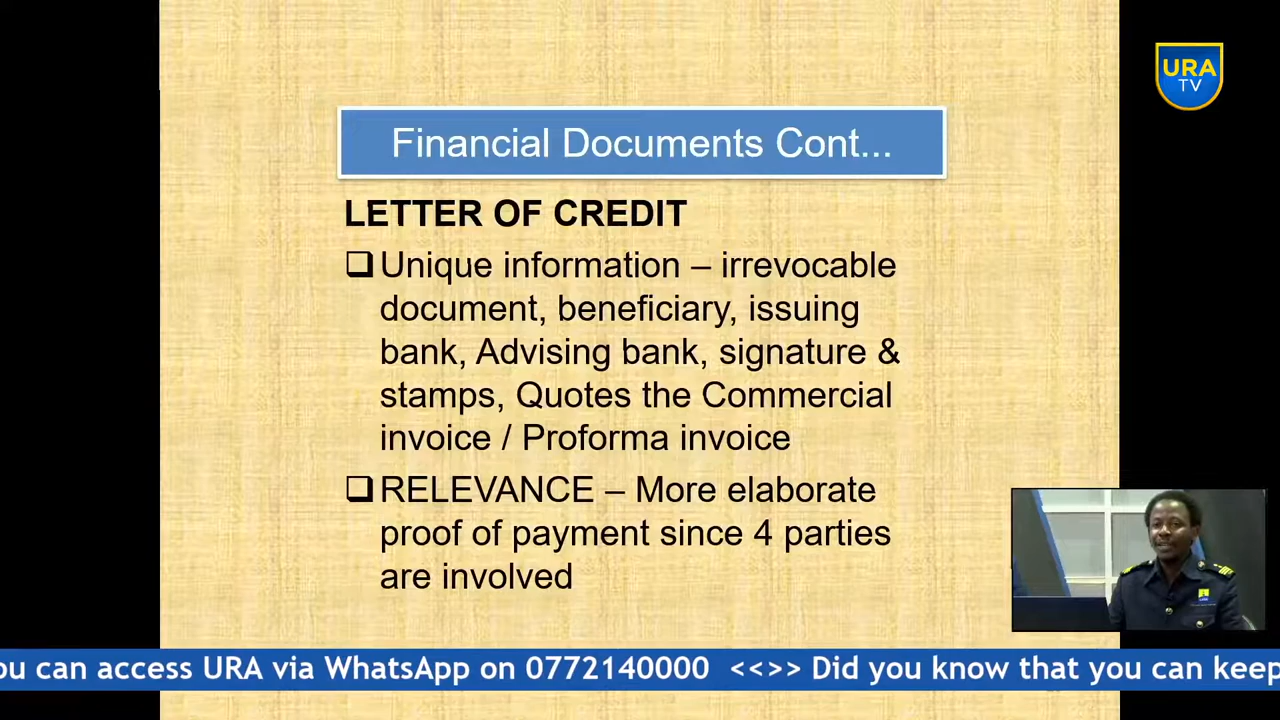 URA
TV
Financial Documents Cont...
LETTER OF CREDIT
❑ Unique information – irrevocable
document, beneficiary, issuing
bank, Advising bank, signature &
stamps, Quotes the Commercial
invoice / Proforma invoice
❑ RELEVANCE – More elaborate
proof of payment since 4 parties
are involved
ou can access URA via WhatsApp on 0772140000 <<>> Did you know that you can keep